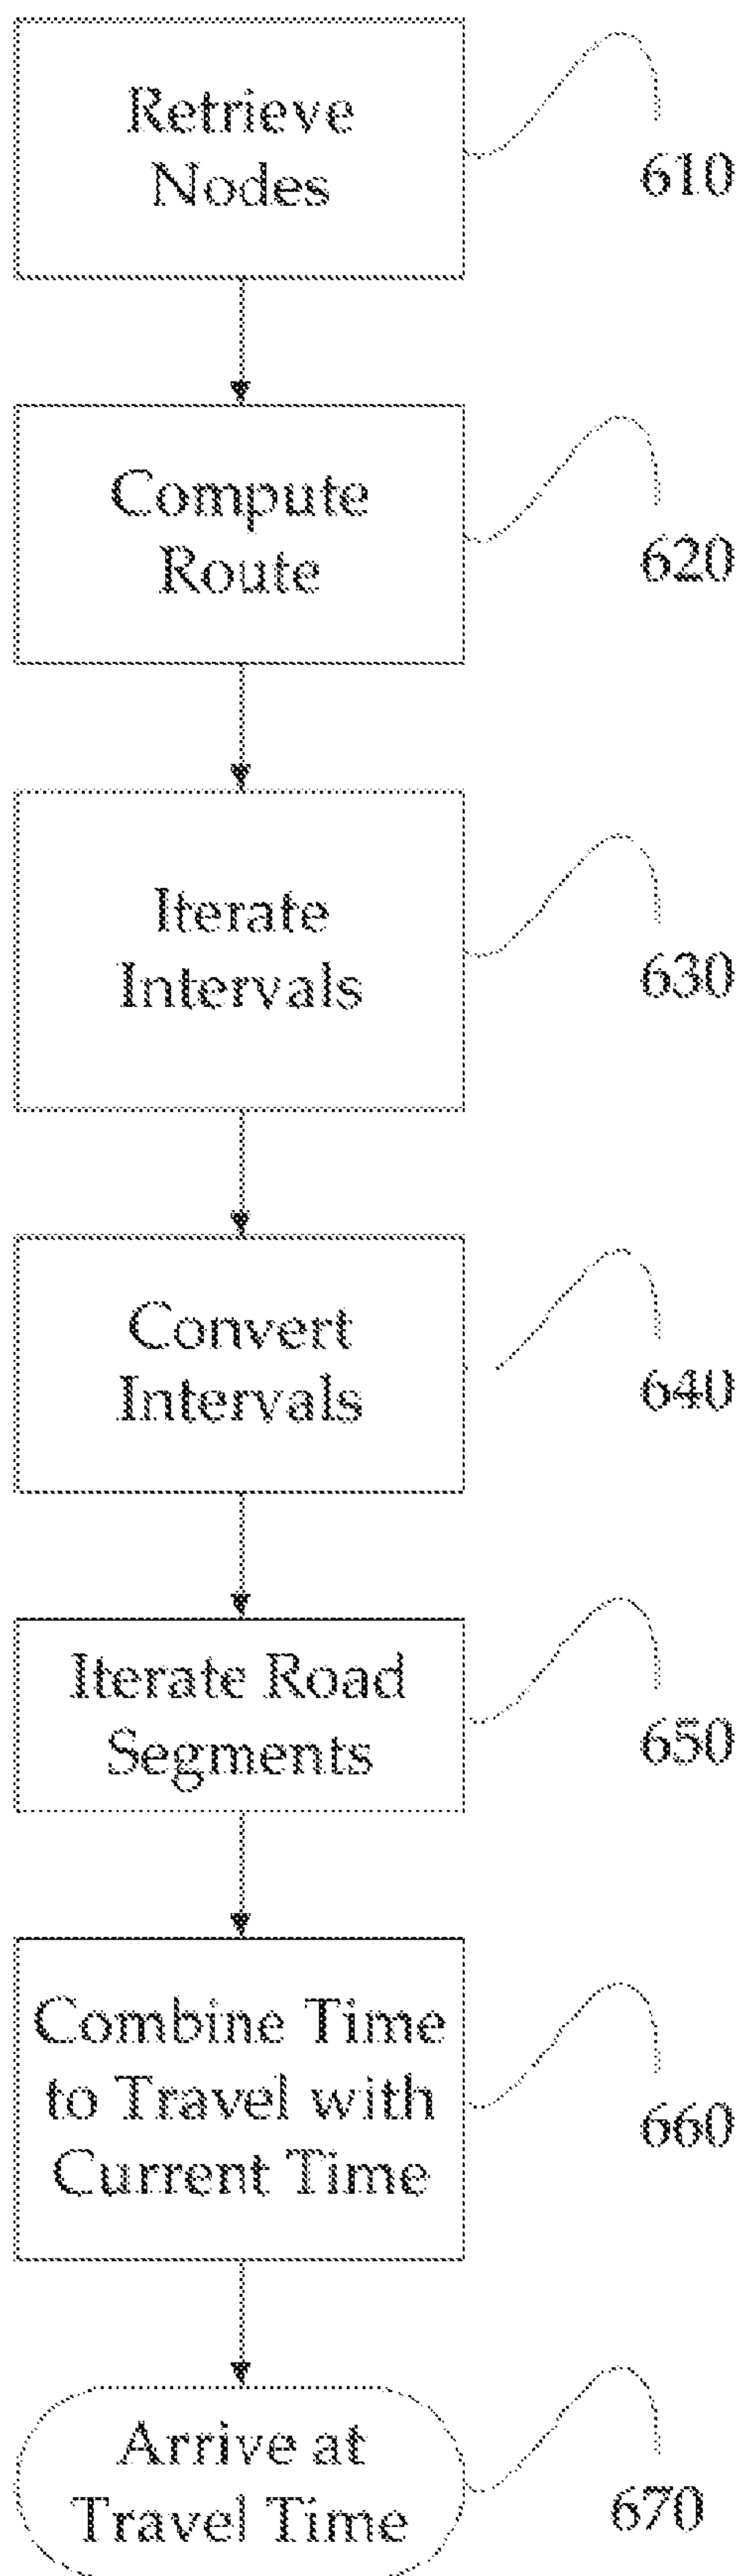 Retrieve
Nodes
610
Compute
Route
620
Iterate
Intervals
630
Convert
Intervals
640
Iterate Road
Segments
650
Combine Time
to Travel with
Current Time
660
Arrive at
Travel Time
670